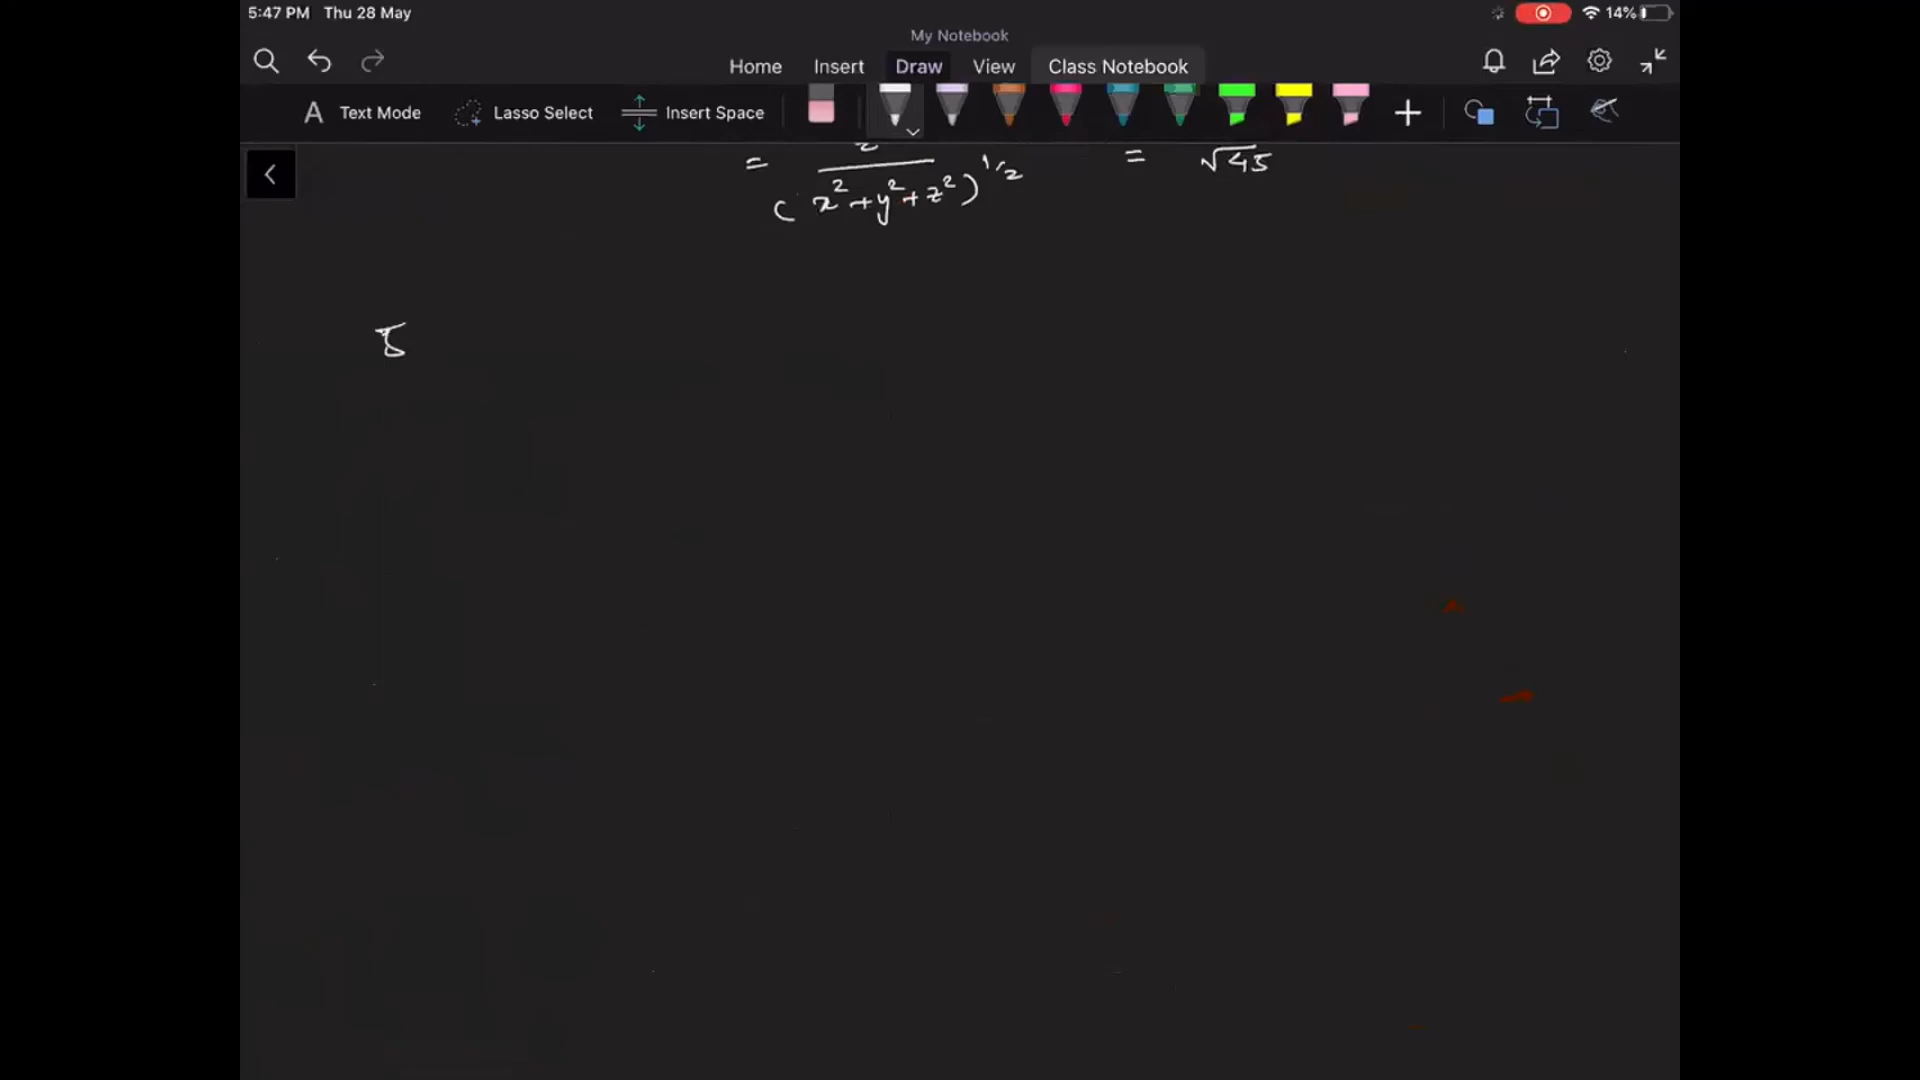 5:47 PM Thu 28 May 14%
My Notebook
Home Insert Draw View Class Notebook
A Text Mode Lasso Select Insert Space
= z / (x²+y²+z²)^1/2 = √45
5